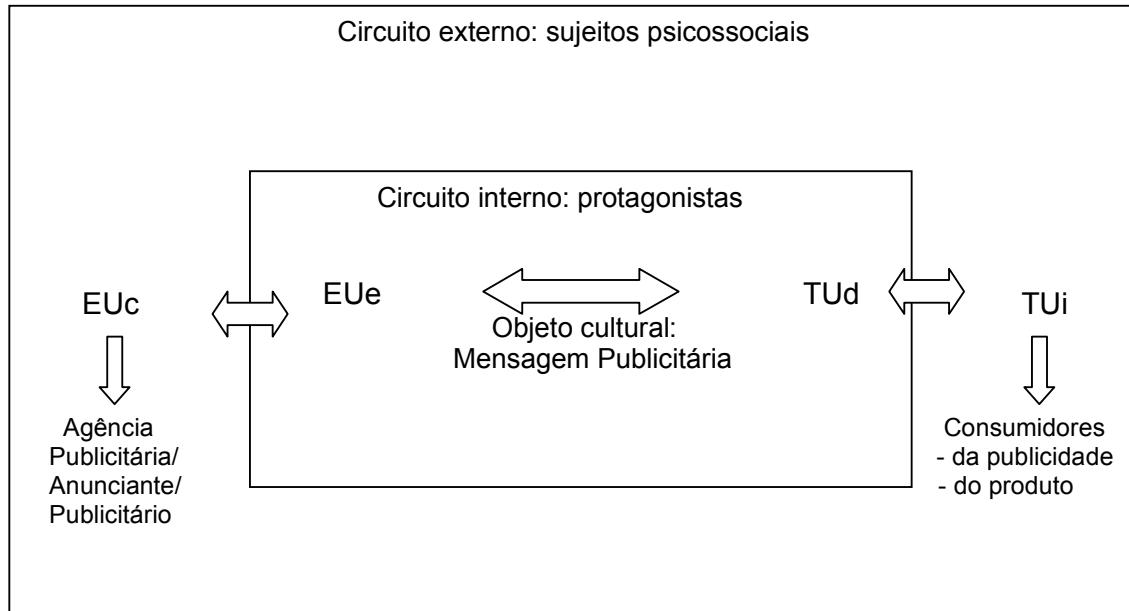 Circuito externo: sujeitos psicossociais
Circuito interno: protagonistas
EUc
EUe
TUd
TUi
Objeto cultural:
Mensagem Publicitária
Agência
Publicitária/
Anunciante/
Publicitário
Consumidores
- da publicidade
- do produto